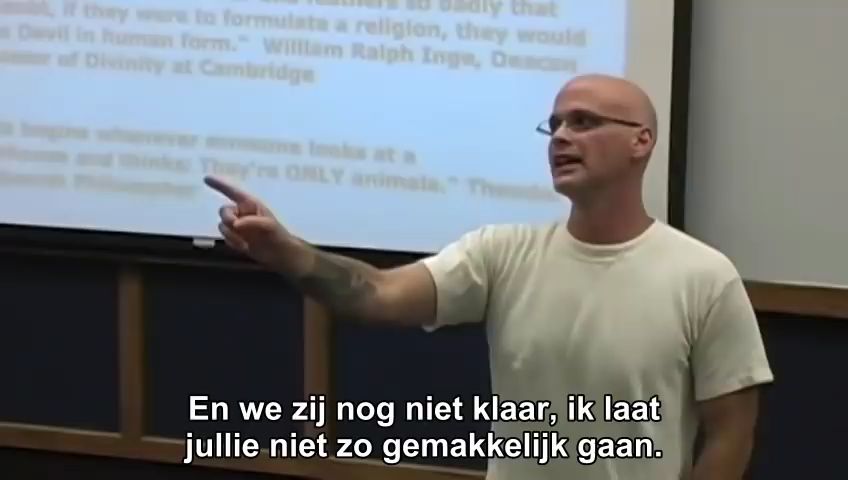 and feathers so badly that
if they were to formulate a religion, they would
Devil in human form." William Ralph Inge, Deacon
of Divinity at Cambridge
begins whenever someone looks at a
and thinks: They're ONLY animals."
En we zij nog niet klaar, ik laat
jullie niet zo gemakkelijk gaan.